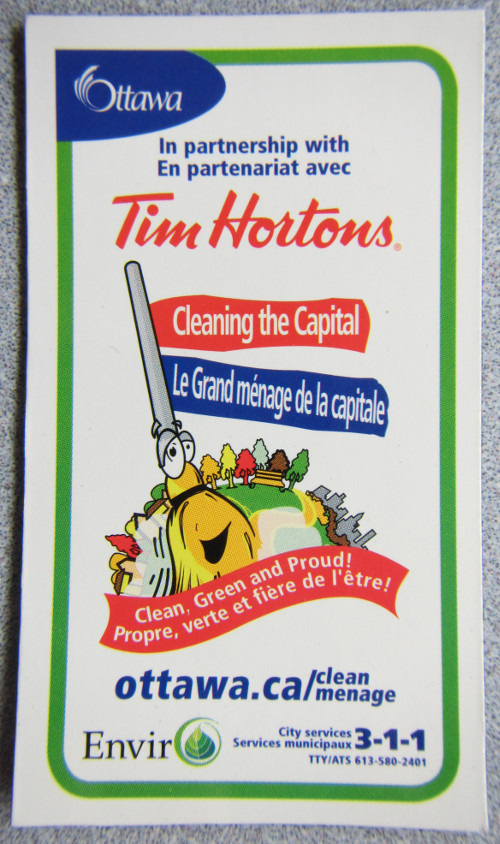 Ottawa
In partnership with
En partenariat avec
Tim Hortons®
Cleaning the Capital
Le Grand ménage de la capitale
Clean, Green and Proud!
Propre, verte et fière de l'être!
ottawa.ca/clean
menage
Enviro
City services
Services municipaux 3-1-1
TTY/ATS 613-580-2401